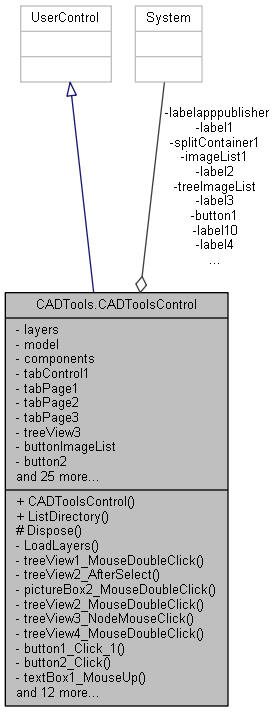 UserControl
System
-labelapppublisher
-label1
-splitContainer1
-imageList1
-label2
-treeImageList
-label3
-button1
-label10
-label4
...
CADTools.CADToolsControl
- layers
- model
- components
- tabControl1
- tabPage1
- tabPage2
- tabPage3
- treeView3
- buttonImageList
- button2
and 25 more...
+ CADToolsControl()
+ ListDirectory()
# Dispose()
- LoadLayers()
- treeView1_MouseDoubleClick()
- treeView2_AfterSelect()
- pictureBox2_MouseDoubleClick()
- treeView2_MouseDoubleClick()
- treeView3_NodeMouseClick()
- treeView4_MouseDoubleClick()
- button1_Click_1()
- button2_Click()
- textBox1_MouseUp()
and 12 more...